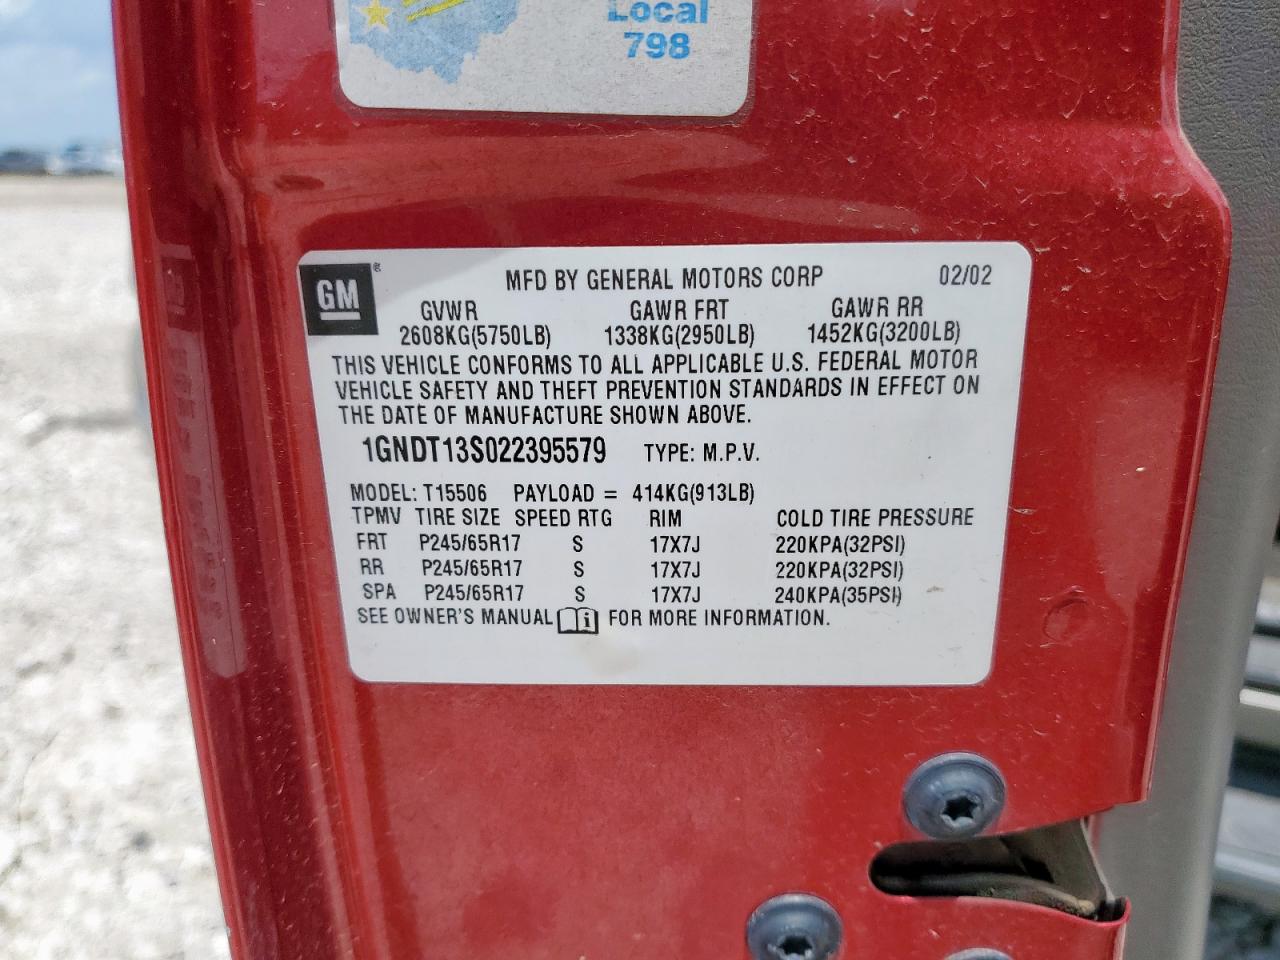 Local
798
GM®
MFD BY GENERAL MOTORS CORP 02/02
GVWR GAWR FRT GAWR RR
2608KG(5750LB) 1338KG(2950LB) 1452KG(3200LB)
THIS VEHICLE CONFORMS TO ALL APPLICABLE U.S. FEDERAL MOTOR
VEHICLE SAFETY AND THEFT PREVENTION STANDARDS IN EFFECT ON
THE DATE OF MANUFACTURE SHOWN ABOVE.
1GNDT13S022395579 TYPE: M.P.V.
MODEL: T15506 PAYLOAD = 414KG(913LB)
TPMV TIRE SIZE SPEED RTG RIM COLD TIRE PRESSURE
FRT P245/65R17 S 17X7J 220KPA(32PSI)
RR P245/65R17 S 17X7J 220KPA(32PSI)
SPA P245/65R17 S 17X7J 240KPA(35PSI)
SEE OWNER'S MANUAL i FOR MORE INFORMATION.